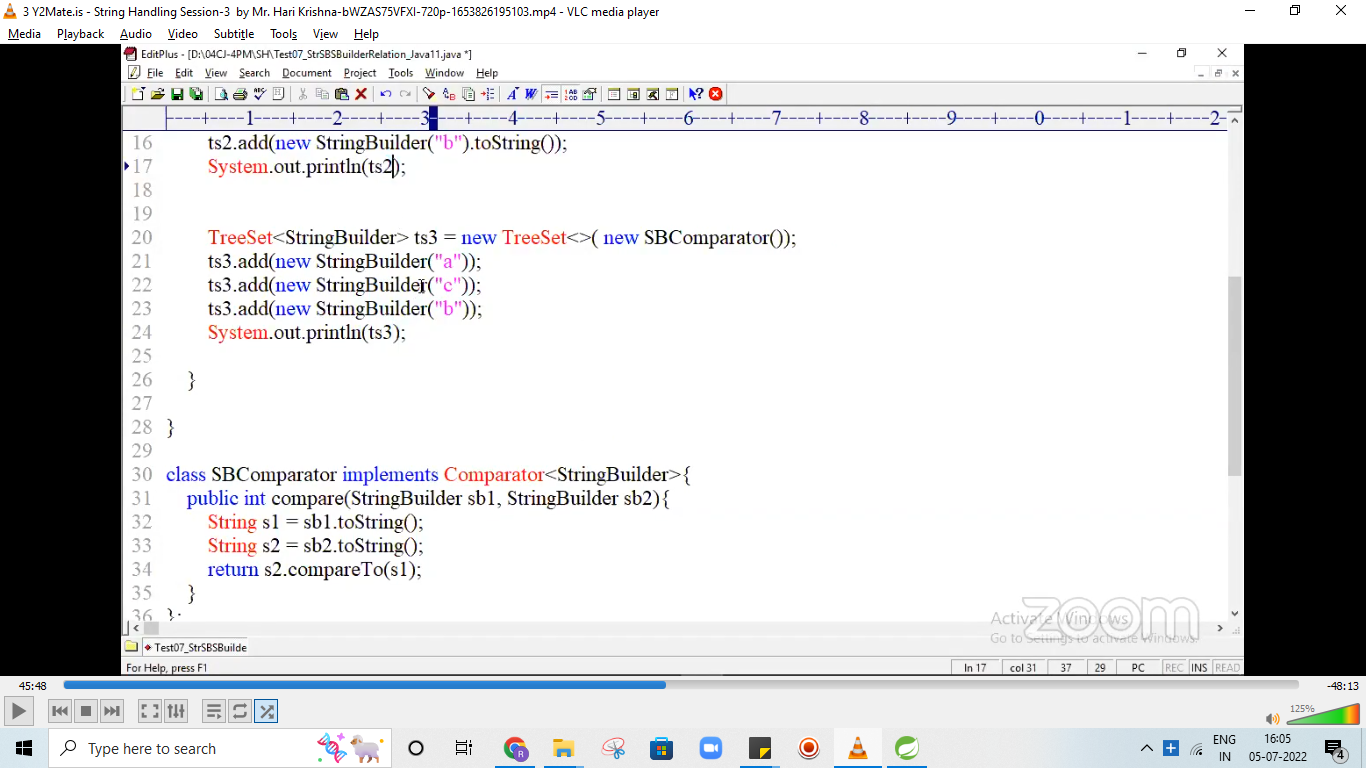 3 Y2Mate.is - String Handling Session-3 by Mr. Hari Krishna-bWZAS75VFXI-720p-1653826195103.mp4 - VLC media player
Media Playback Audio Video Subtitle Tools View Help
EditPlus - [D:\04CJ-4PM\SH\Test07_StrSBSBuilderRelation_Java11.java *]
File Edit View Search Document Project Tools Window Help
----+----1----+----2----+----3----+----4----+----5----+----6----+----7----+----8----+----9----+----0----+----1----+----2-
16 ts2.add(new StringBuilder("b").toString());
17 System.out.println(ts2);
18
19
20 TreeSet<StringBuilder> ts3 = new TreeSet<>( new SBComparator());
21 ts3.add(new StringBuilder("a"));
22 ts3.add(new StringBuilder("c"));
23 ts3.add(new StringBuilder("b"));
24 System.out.println(ts3);
25
26 }
27
28 }
29
30 class SBComparator implements Comparator<StringBuilder>{
31 public int compare(StringBuilder sb1, StringBuilder sb2){
32 String s1 = sb1.toString();
33 String s2 = sb2.toString();
34 return s2.compareTo(s1);
35 }
36 };
zoom
Activate Windows
Go to Settings to activate Windows.
Test07_StrSBSBuilde
For Help, press F1 ln 17 col 31 37 29 PC REC INS READ
45:48 -48:13
125%
Type here to search
ENG 16:05
IN 05-07-2022 4